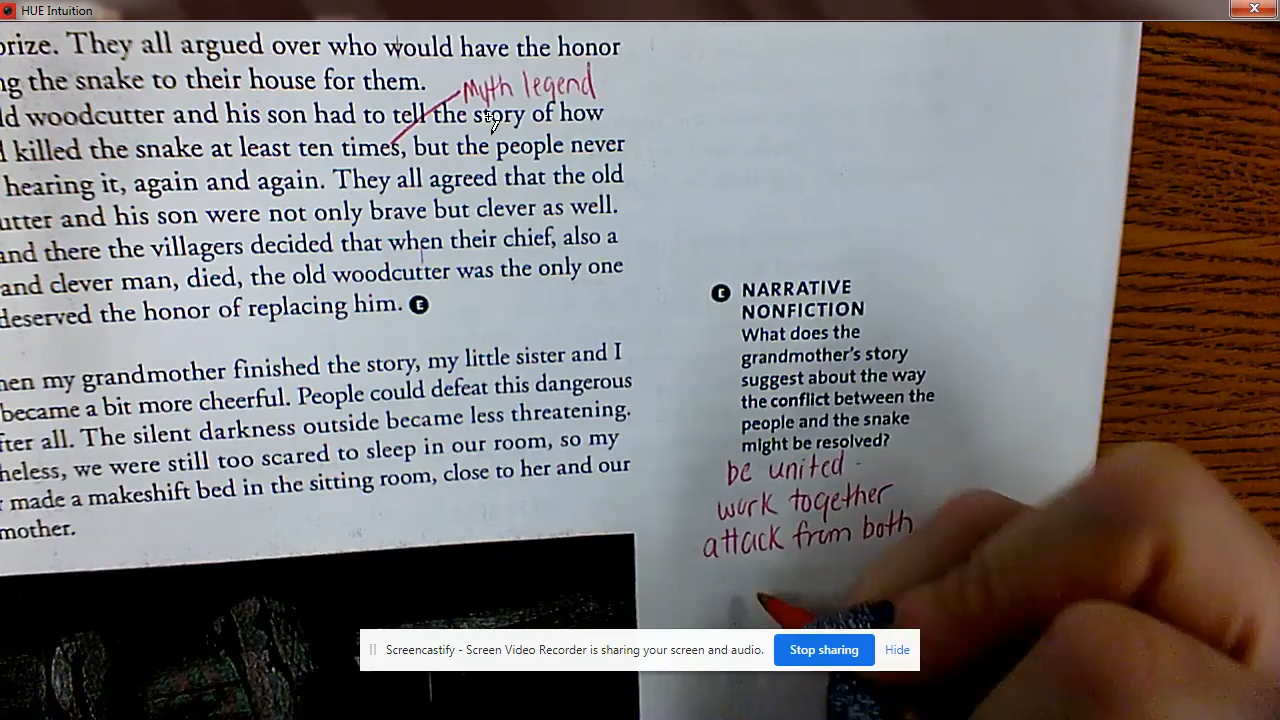 HUE Intuition
prize. They all argued over who would have the honor
ng the snake to their house for them.
Myth legend
ld woodcutter and his son had to tell the story of how
killed the snake at least ten times, but the people never
hearing it, again and again. They all agreed that the old
utter and his son were not only brave but clever as well.
and there the villagers decided that when their chief, also a
and clever man, died, the old woodcutter was the only one
deserved the honor of replacing him. E
hen my grandmother finished the story, my little sister and I
became a bit more cheerful. People could defeat this dangerous
fter all. The silent darkness outside became less threatening.
heless, we were still too scared to sleep in our room, so my
made a makeshift bed in the sitting room, close to her and our
mother.
E NARRATIVE
NONFICTION
What does the
grandmother's story
suggest about the way
the conflict between the
people and the snake
might be resolved?
be united
work together
attack from both
Screencastify - Screen Video Recorder is sharing your screen and audio.
Stop sharing
Hide